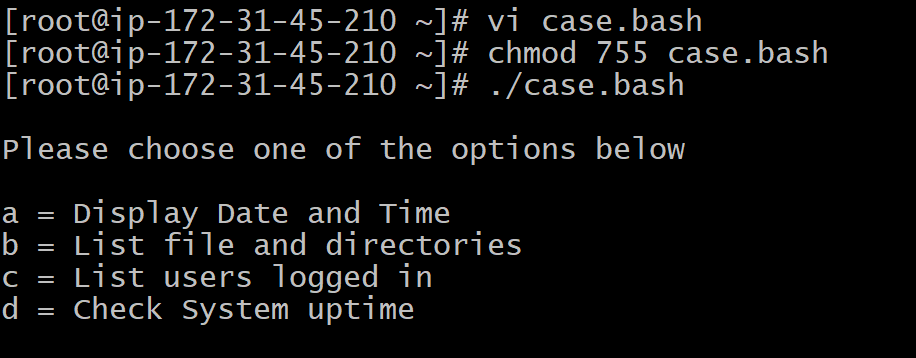 [root@ip-172-31-45-210 ~]# vi case.bash
[root@ip-172-31-45-210 ~]# chmod 755 case.bash
[root@ip-172-31-45-210 ~]# ./case.bash
Please choose one of the options below
a = Display Date and Time
b = List file and directories
c = List users logged in
d = Check System uptime